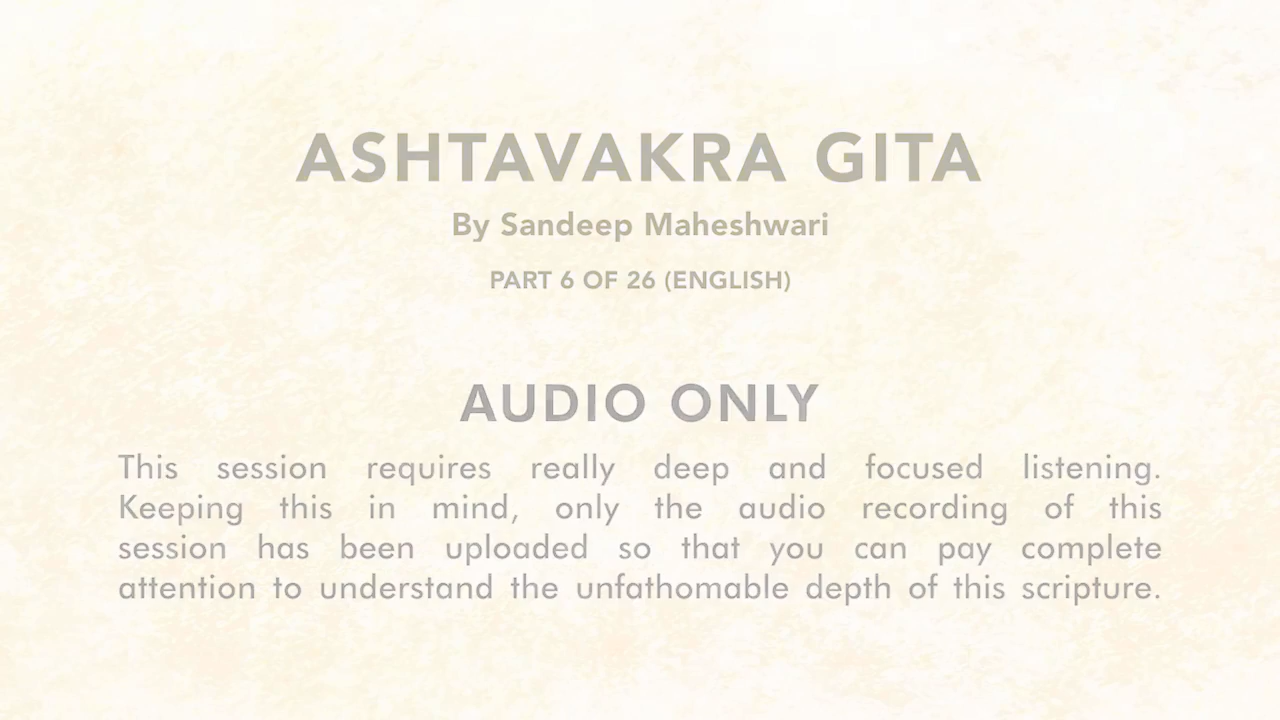 ASHTAVAKRA GITA
By Sandeep Maheshwari
PART 6 OF 26 (ENGLISH)
AUDIO ONLY
This session requires really deep and focused listening.
Keeping this in mind, only the audio recording of this
session has been uploaded so that you can pay complete
attention to understand the unfathomable depth of this scripture.